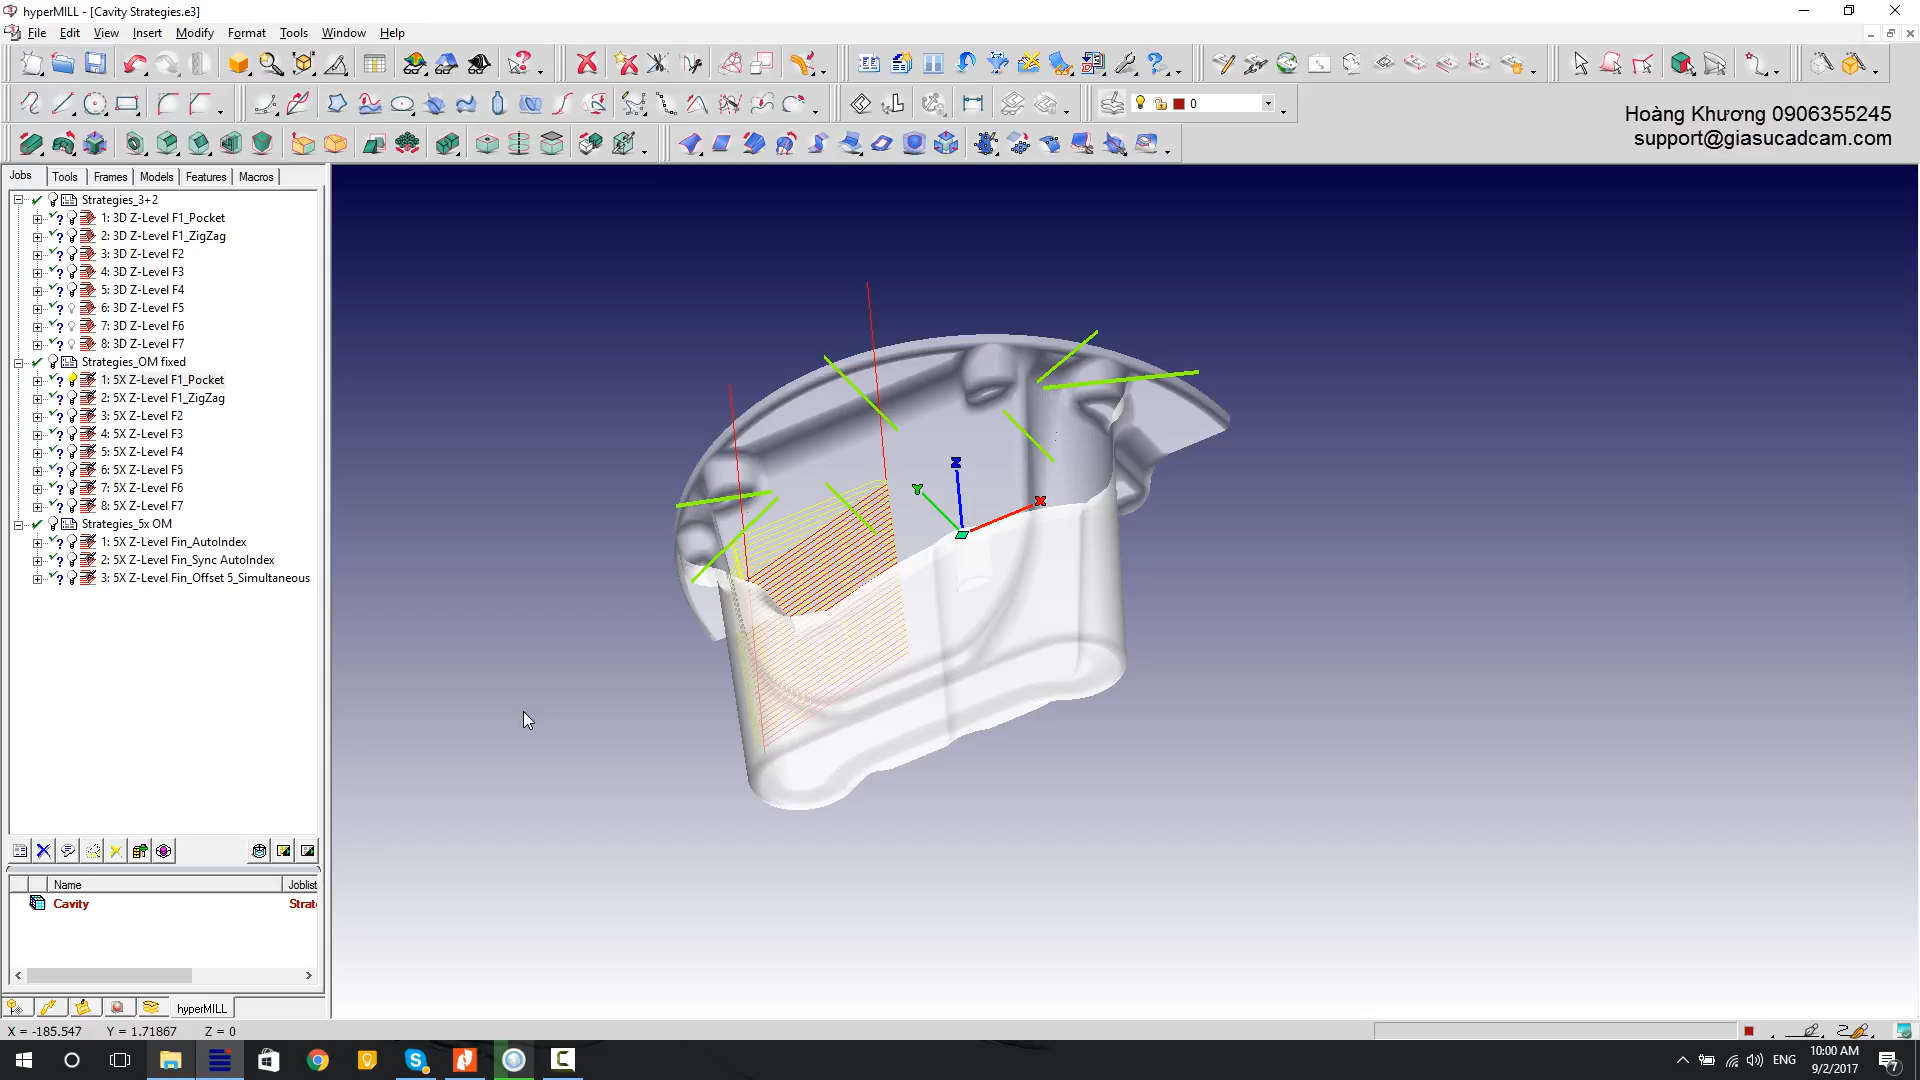 hyperMILL - [Cavity Strategies.e3]
File Edit View Insert Modify Format Tools Window Help
0
Hoàng Khương 0906355245
support@giasucadcam.com
Jobs Tools Frames Models Features Macros
Strategies_3+2
1: 3D Z-Level F1_Pocket
2: 3D Z-Level F1_ZigZag
3: 3D Z-Level F2
4: 3D Z-Level F3
5: 3D Z-Level F4
6: 3D Z-Level F5
7: 3D Z-Level F6
8: 3D Z-Level F7
Strategies_OM fixed
1: 5X Z-Level F1_Pocket
2: 5X Z-Level F1_ZigZag
3: 5X Z-Level F2
4: 5X Z-Level F3
5: 5X Z-Level F4
6: 5X Z-Level F5
7: 5X Z-Level F6
8: 5X Z-Level F7
Strategies_5x OM
1: 5X Z-Level Fin_AutoIndex
2: 5X Z-Level Fin_Sync AutoIndex
3: 5X Z-Level Fin_Offset 5_Simultaneous
Z
Y
X
Name Joblist
Cavity Strat
hyperMILL
X = -185.547 Y = 1.71867 Z = 0
ENG
10:00 AM
9/2/2017
7